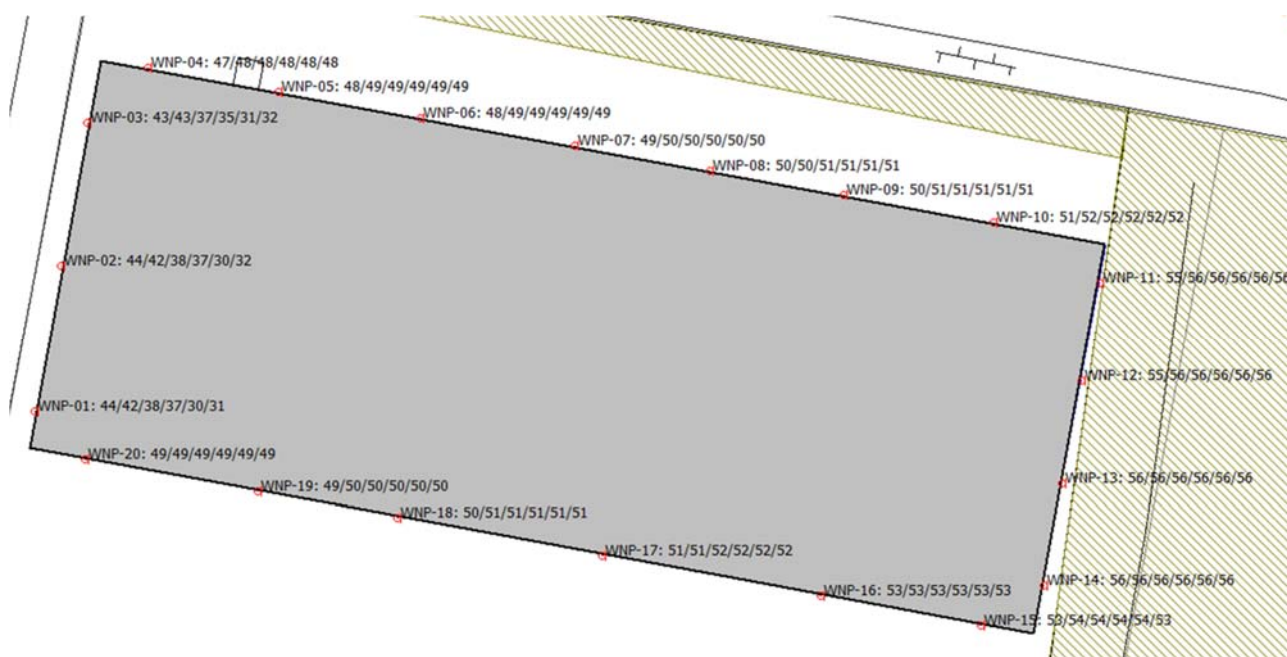 WNP-04: 47/48/48/48/48/48
WNP-05: 48/49/49/49/49/49
WNP-03: 43/43/37/35/31/32
WNP-06: 48/49/49/49/49/49
WNP-07: 49/50/50/50/50/50
WNP-08: 50/50/51/51/51/51
WNP-09: 50/51/51/51/51/51
WNP-10: 51/52/52/52/52/52
WNP-02: 44/42/38/37/30/32
WNP-11: 55/56/56/56/56/56
WNP-12: 55/56/56/56/56/56
WNP-01: 44/42/38/37/30/31
WNP-20: 49/49/49/49/49/49
WNP-13: 56/56/56/56/56/56
WNP-19: 49/50/50/50/50/50
WNP-18: 50/51/51/51/51/51
WNP-17: 51/51/52/52/52/52
WNP-14: 56/56/56/56/56/56
WNP-16: 53/53/53/53/53/53
WNP-15: 53/54/54/54/54/53